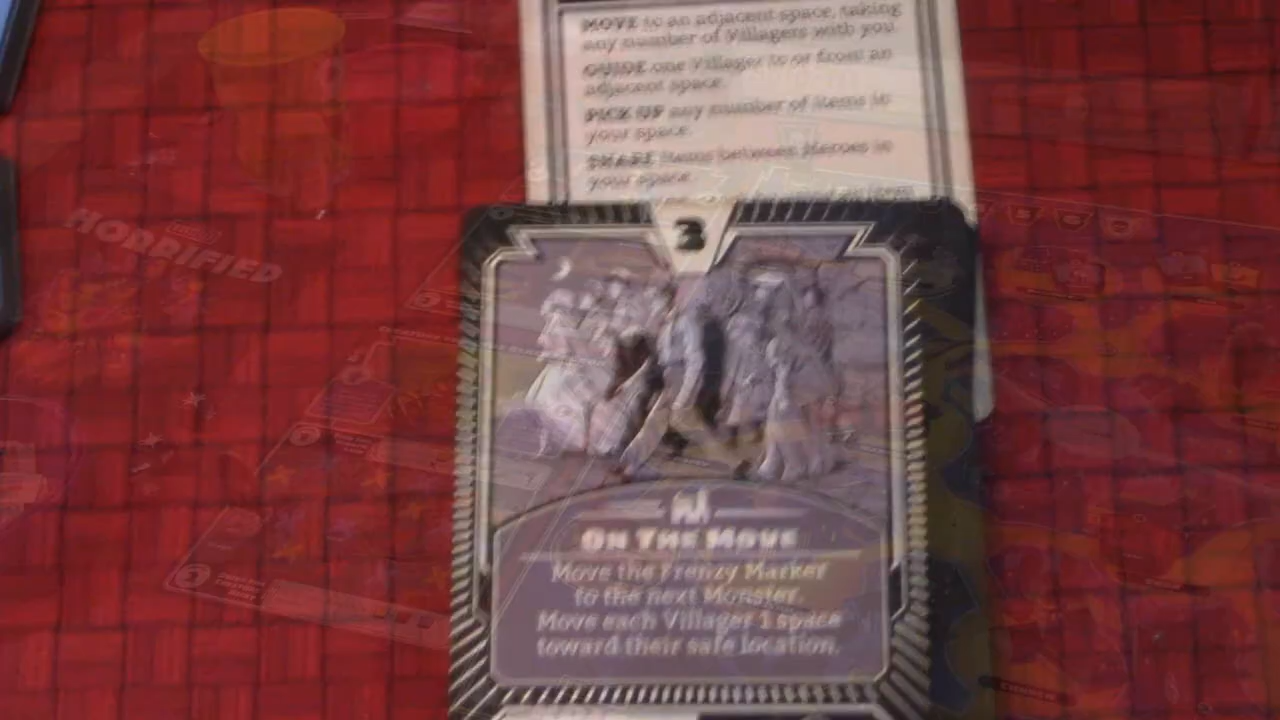 MOVE to an adjacent space, taking
any number of Villagers with you
GUIDE one Villager to or from an
adjacent space.
PICK UP any number of items in
your space.
SHARE items between Heroes in
your space.
HORRIFIED
3
ON THE MOVE
Move the Frenzy Marker
to the next Monster.
Move each Villager 1 space
toward their safe location.